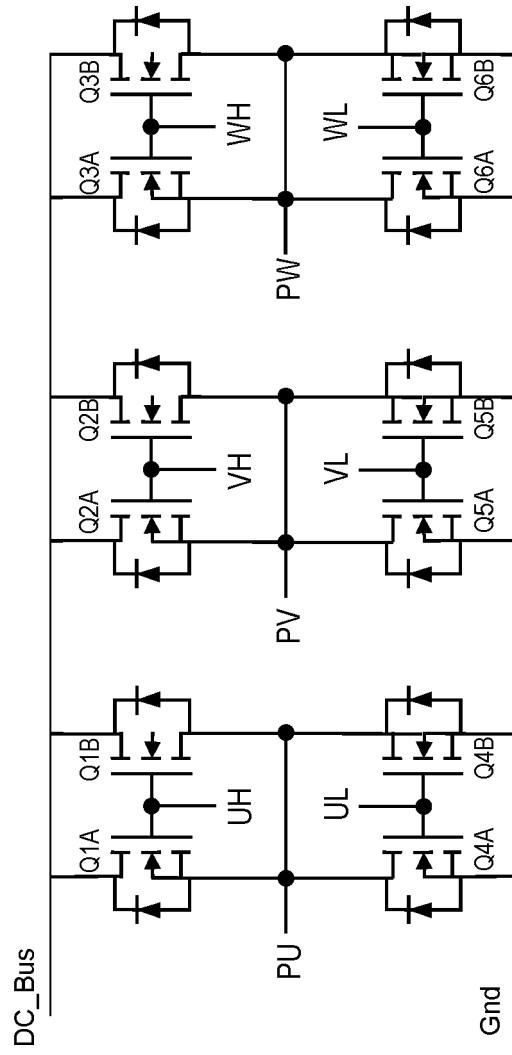 DC_Bus
Q1A
Q1B
Q2A
Q2B
Q3A
Q3B
UH
VH
WH
PU
PV
PW
UL
VL
WL
Q4A
Q4B
Q5A
Q5B
Q6A
Q6B
Gnd